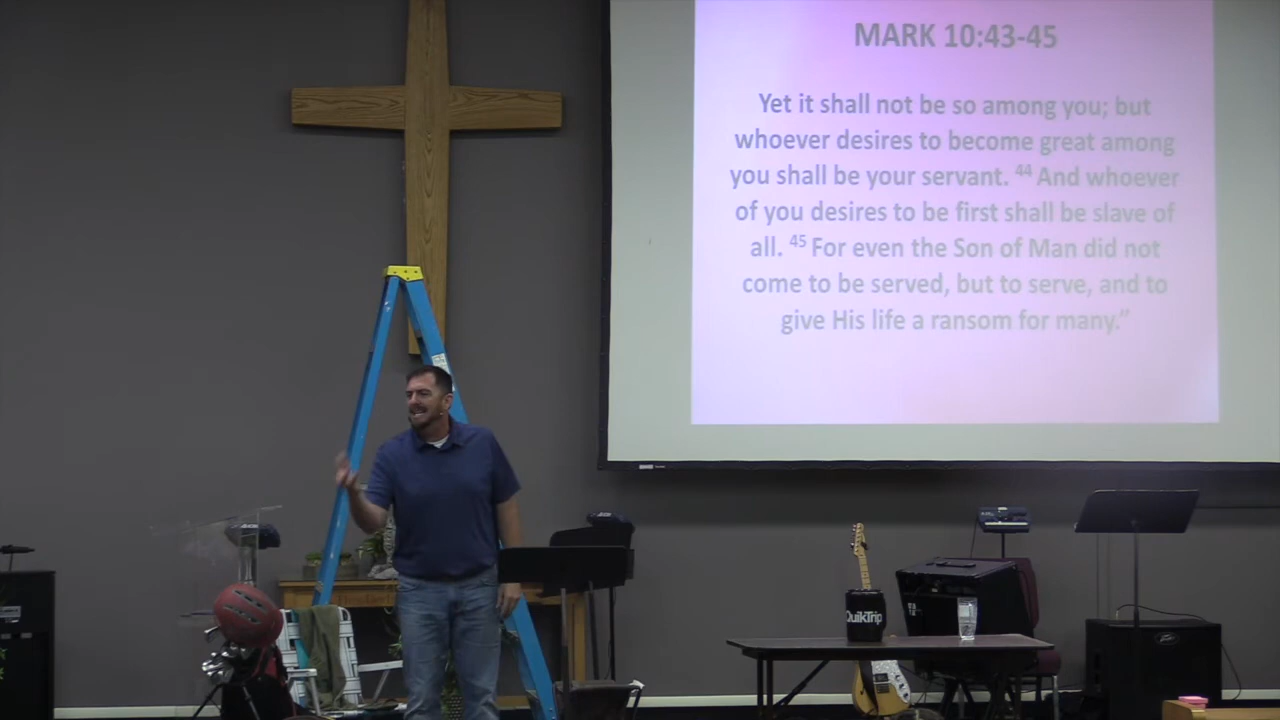 MARK 10:43-45
Yet it shall not be so among you; but
whoever desires to become great among
you shall be your servant. 44 And whoever
of you desires to be first shall be slave of
all. 45 For even the Son of Man did not
come to be served, but to serve, and to
give His life a ransom for many.”
QuikTrip